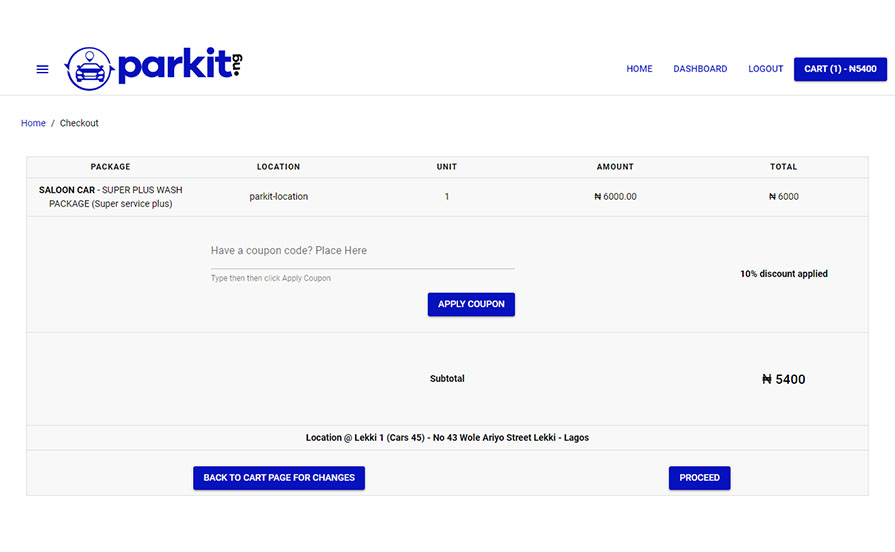 parkit.ng
HOME DASHBOARD LOGOUT CART (1) - ₦5400
Home / Checkout
PACKAGE LOCATION UNIT AMOUNT TOTAL
SALOON CAR - SUPER PLUS WASH
PACKAGE (Super service plus)
parkit-location 1 ₦ 6000.00 ₦ 6000
Have a coupon code? Place Here
Type then then click Apply Coupon
10% discount applied
APPLY COUPON
Subtotal ₦ 5400
Location @ Lekki 1 (Cars 45) - No 43 Wole Ariyo Street Lekki - Lagos
BACK TO CART PAGE FOR CHANGES PROCEED